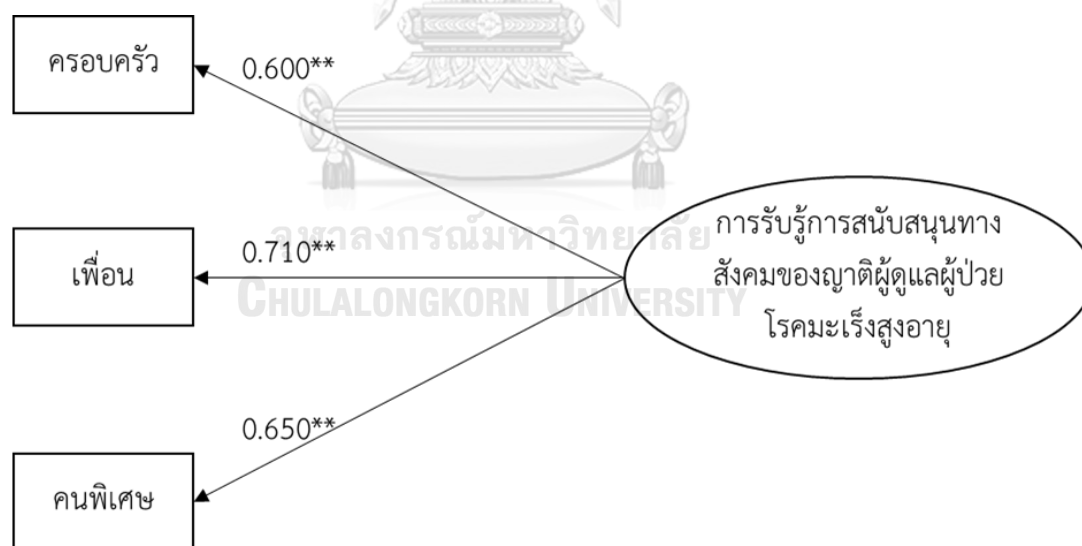 ครอบครัว
0.600**
เพื่อน
0.710**
คนพิเศษ
0.650**
การรับรู้การสนับสนุนทาง
สังคมของญาติผู้ดูแลผู้ป่วย
โรคมะเร็งสูงอายุ
จุฬาลงกรณ์มหาวิทยาลัย
CHULALONGKORN UNIVERSITY